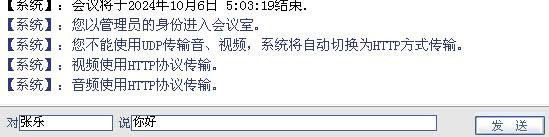 【系统】：会议将于2024年10月6日 5:03:19结束.
【系统】：您以管理员的身份进入会议室。
【系统】：您不能使用UDP传输音、视频，系统将自动切换为HTTP方式传输。
【系统】：视频使用HTTP协议传输。
【系统】：音频使用HTTP协议传输。
对 张乐 说 你好 发 送